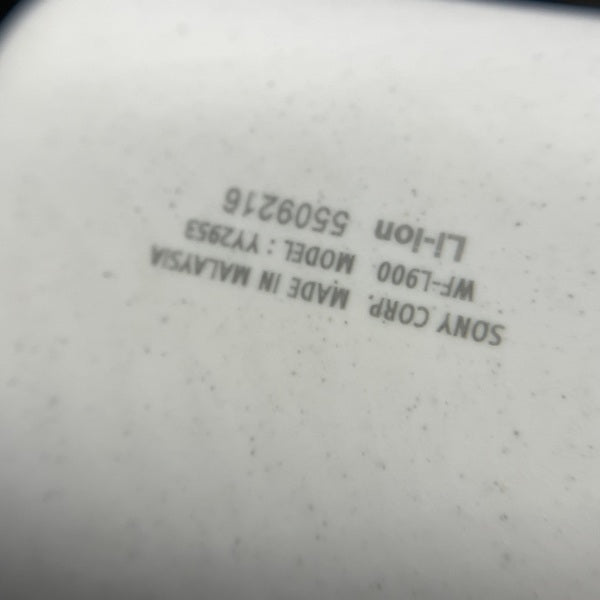 SONY CORP. MADE IN MALAYSIA
WF-L900 MODEL : YY2953
Li-ion 5509216